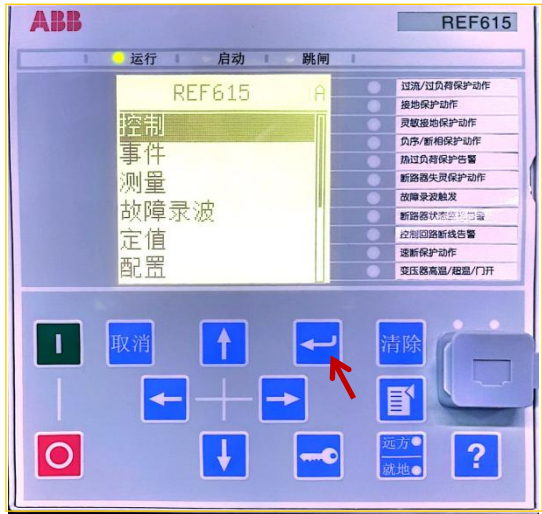 ABB
REF615
运行
启动
跳闸
REF615 A
控制
事件
测量
故障录波
定值
配置
过流/过负荷保护动作
接地保护动作
灵敏接地保护动作
负序/断相保护动作
热过负荷保护告警
断路器失灵保护动作
故障录波触发
断路器状态
控制回路断线告警
速断保护动作
变压器高温/超温/门开
I
取消
清除
远方
就地
?